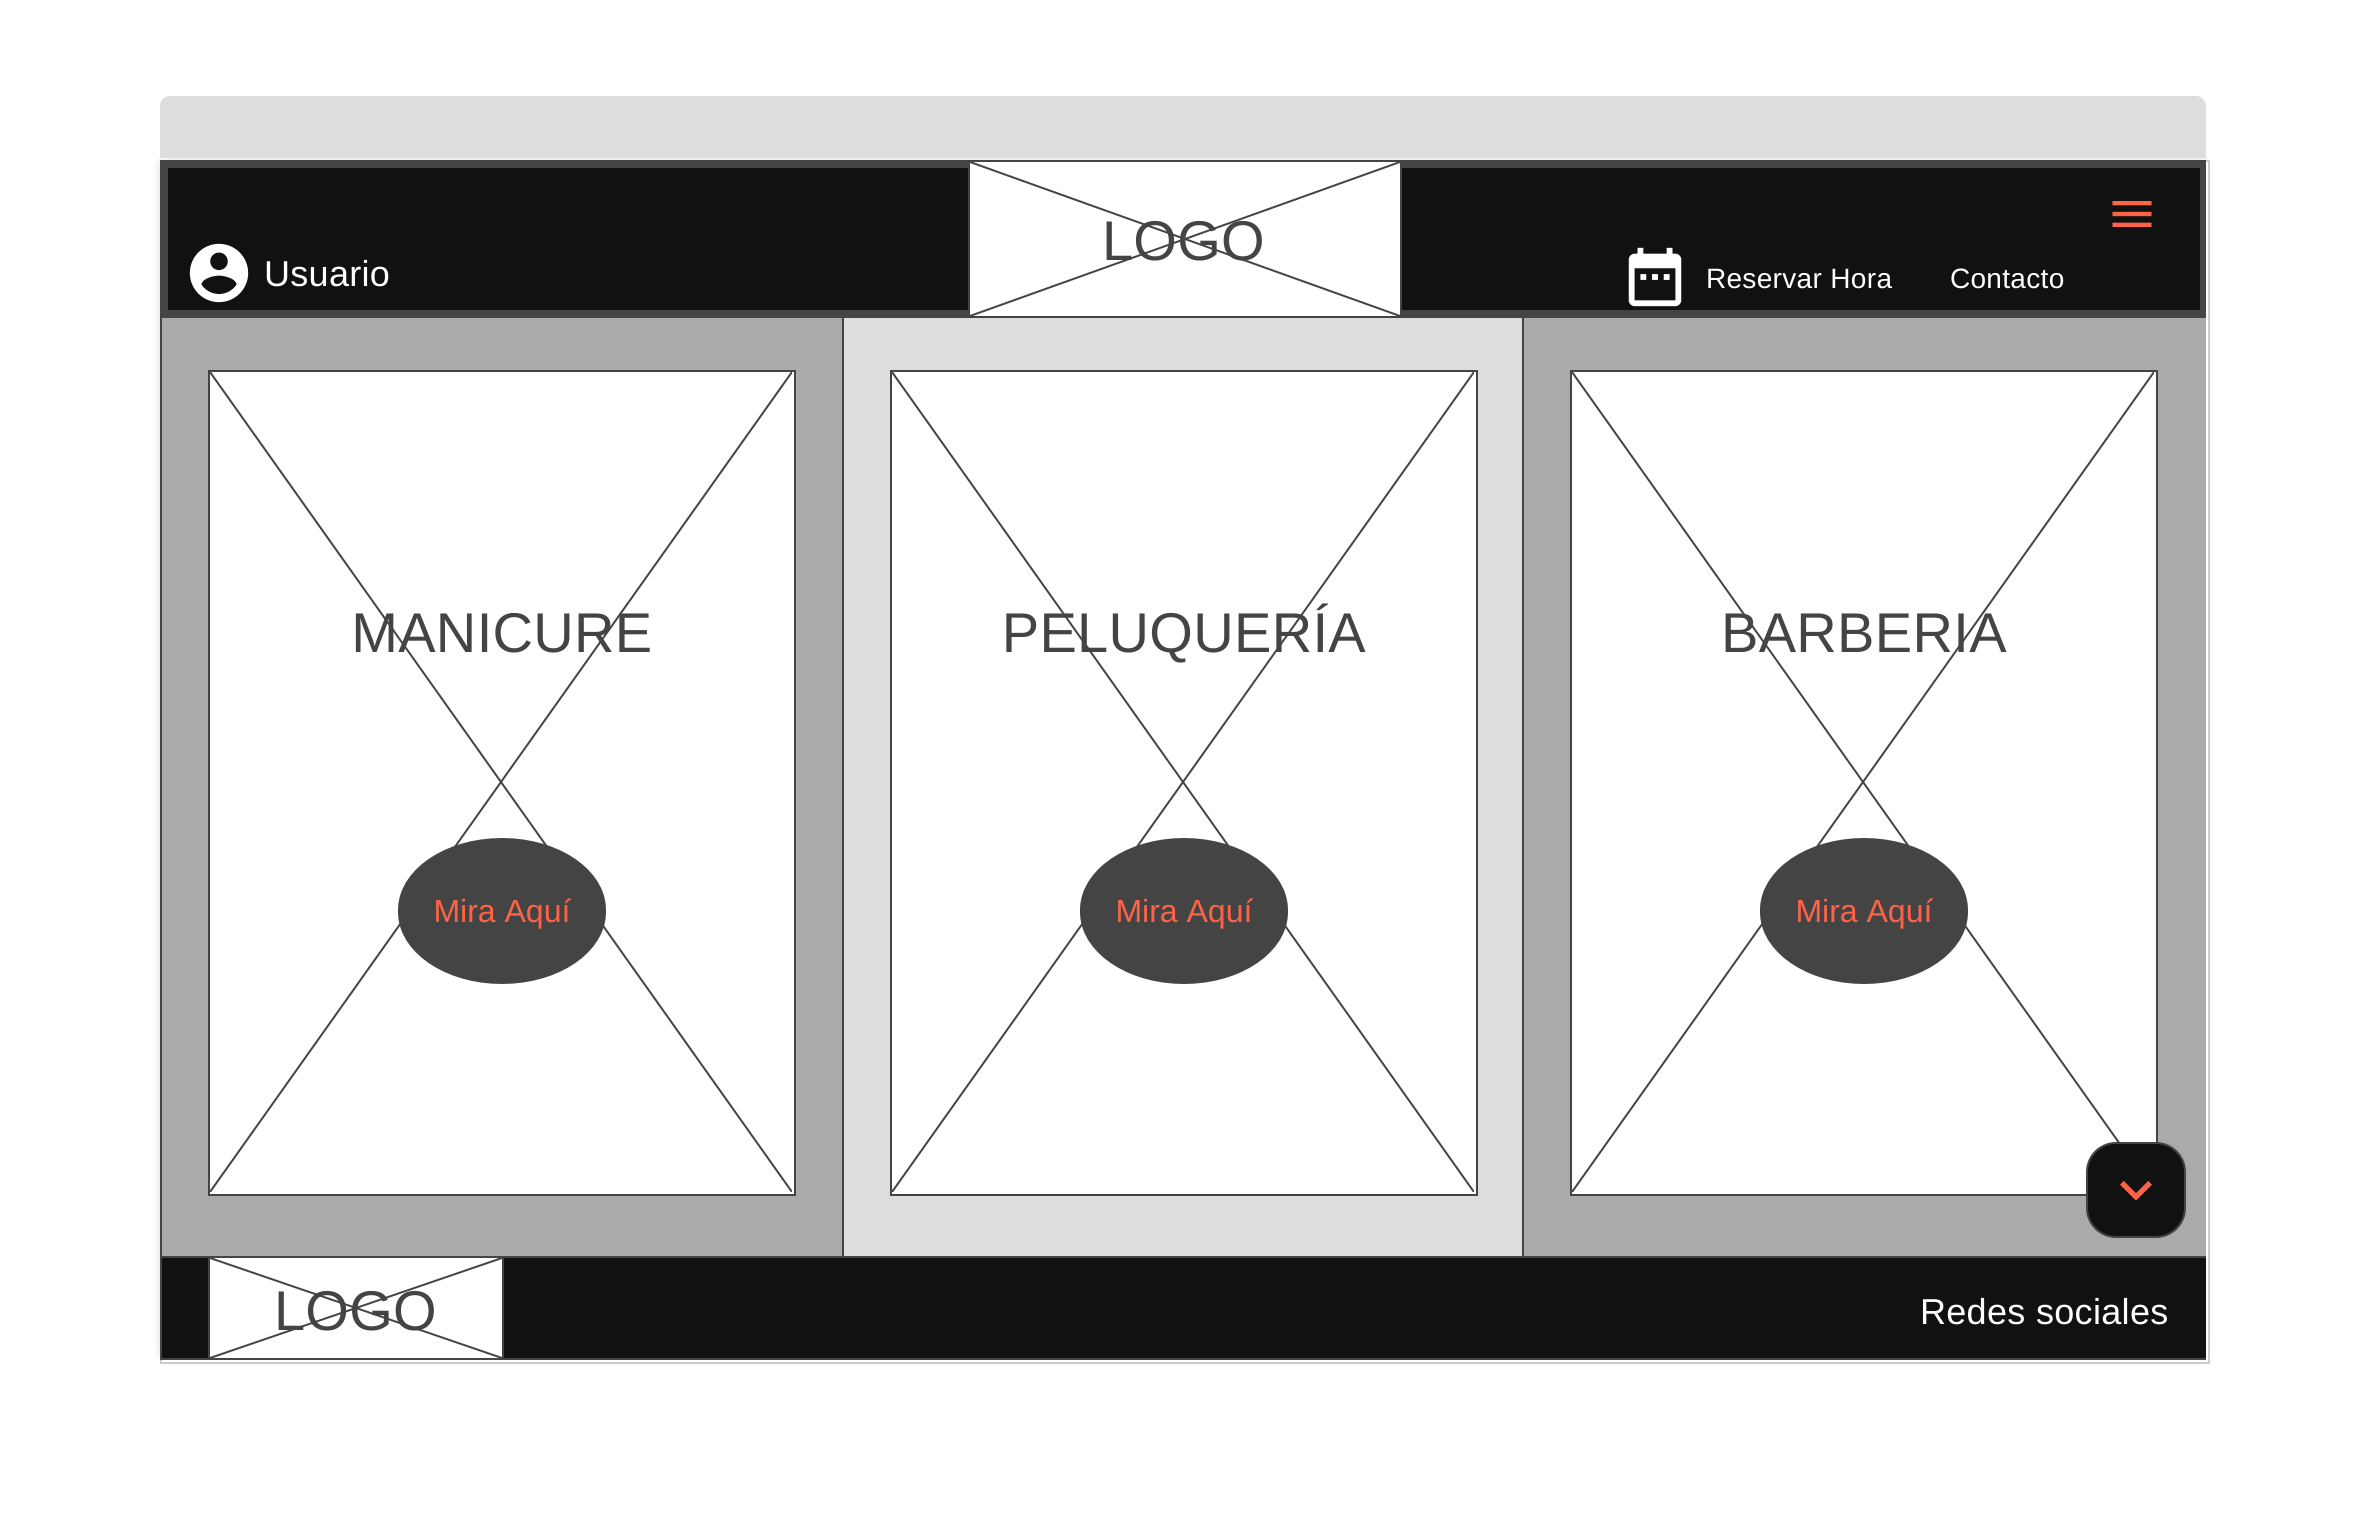 LOGO
Usuario
Reservar Hora
Contacto
MANICURE
PELUQUERÍA
BARBERIA
Mira Aquí
Mira Aquí
Mira Aquí
LOGO
Redes sociales